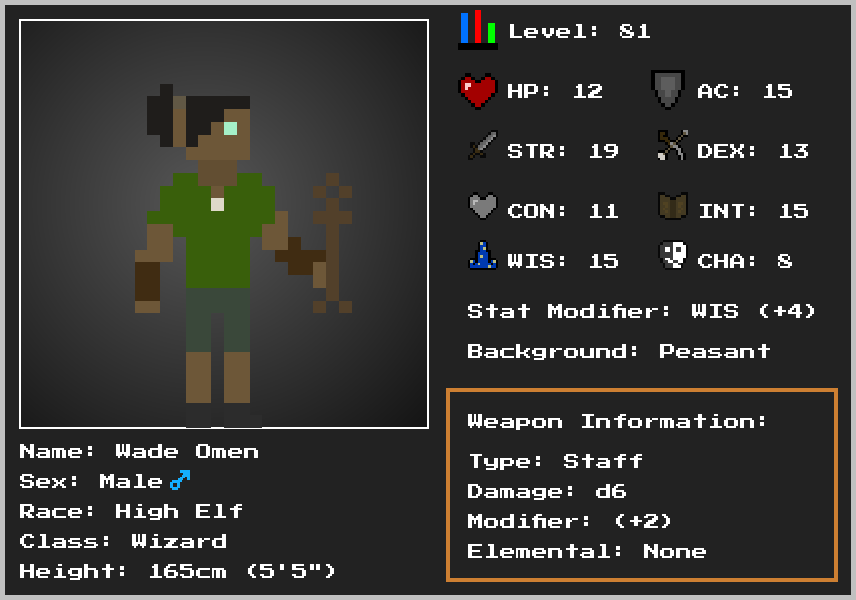 Level: 81
HP: 12 AC: 15
STR: 19 DEX: 13
CON: 11 INT: 15
WIS: 15 CHA: 8
Stat Modifier: WIS (+4)
Background: Peasant
Weapon Information:
Type: Staff
Damage: d6
Modifier: (+2)
Elemental: None
Name: Wade Omen
Sex: Male♂
Race: High Elf
Class: Wizard
Height: 165cm (5'5")